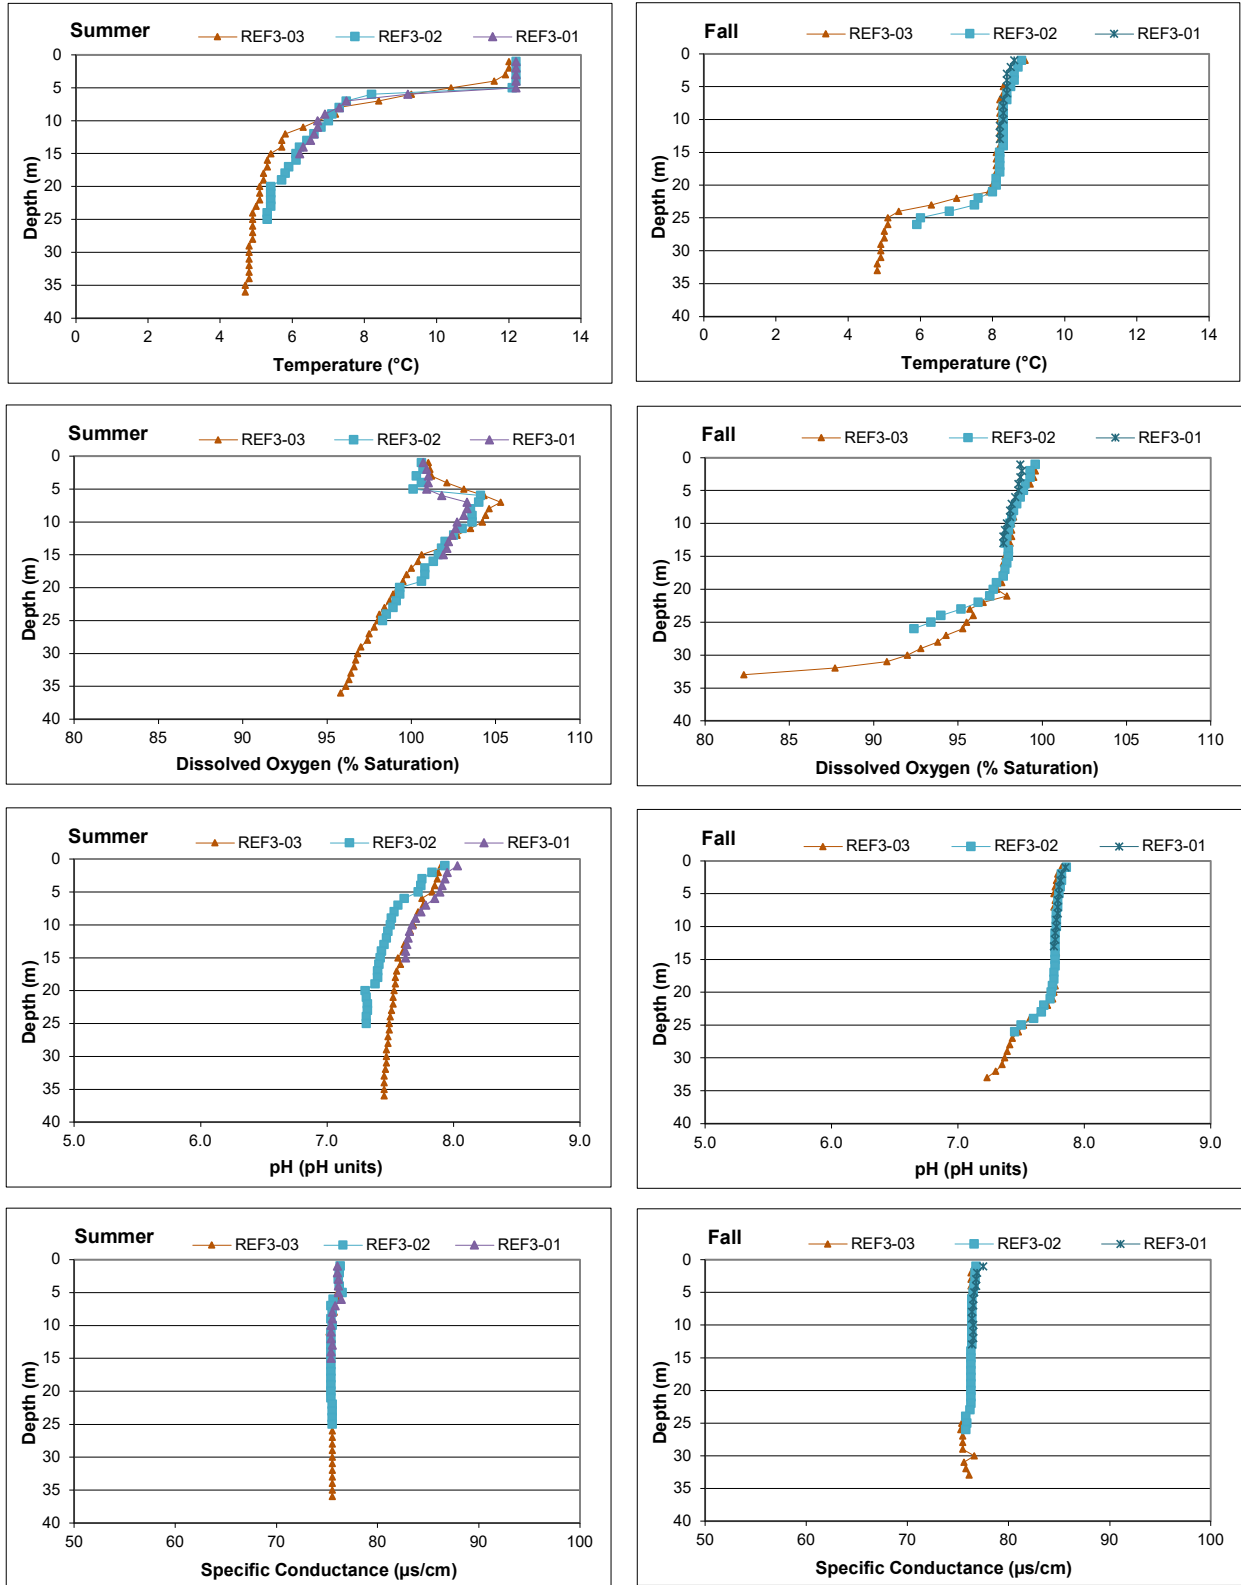 Summer
REF3-03 REF3-02 REF3-01
0
5
10
15
20
25
30
35
40
Depth (m)
0 2 4 6 8 10 12 14
Temperature (°C)
Fall
REF3-03 REF3-02 REF3-01
0
5
10
15
20
25
30
35
40
Depth (m)
0 2 4 6 8 10 12 14
Temperature (°C)
Summer
REF3-03 REF3-02 REF3-01
0
5
10
15
20
25
30
35
40
Depth (m)
80 85 90 95 100 105 110
Dissolved Oxygen (% Saturation)
Fall
REF3-03 REF3-02 REF3-01
0
5
10
15
20
25
30
35
40
Depth (m)
80 85 90 95 100 105 110
Dissolved Oxygen (% Saturation)
Summer
REF3-03 REF3-02 REF3-01
0
5
10
15
20
25
30
35
40
Depth (m)
5.0 6.0 7.0 8.0 9.0
pH (pH units)
Fall
REF3-03 REF3-02 REF3-01
0
5
10
15
20
25
30
35
40
Depth (m)
5.0 6.0 7.0 8.0 9.0
pH (pH units)
Summer
REF3-03 REF3-02 REF3-01
0
5
10
15
20
25
30
35
40
Depth (m)
50 60 70 80 90 100
Specific Conductance (µs/cm)
Fall
REF3-03 REF3-02 REF3-01
0
5
10
15
20
25
30
35
40
Depth (m)
50 60 70 80 90 100
Specific Conductance (µs/cm)